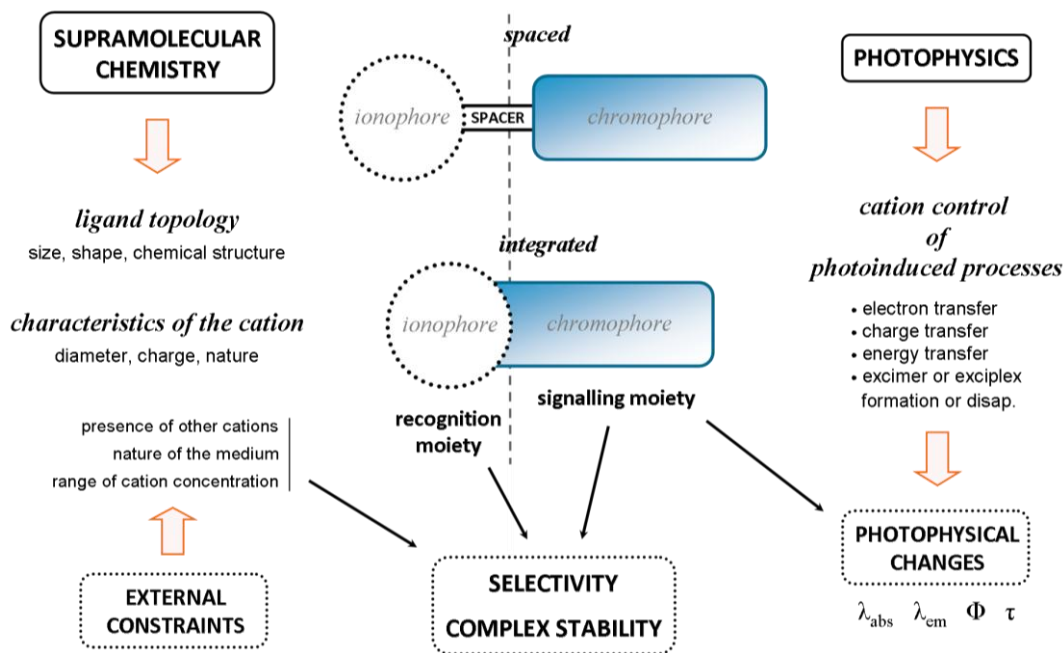 SUPRAMOLECULAR
CHEMISTRY
ligand topology
size, shape, chemical structure
characteristics of the cation
diameter, charge, nature
presence of other cations
nature of the medium
range of cation concentration
EXTERNAL
CONSTRAINTS
spaced
ionophore
SPACER
chromophore
integrated
ionophore
chromophore
recognition
moiety
signalling moiety
SELECTIVITY
COMPLEX STABILITY
PHOTOPHYSICS
cation control
of
photoinduced processes
• electron transfer
• charge transfer
• energy transfer
• excimer or exciplex
formation or disap.
PHOTOPHYSICAL
CHANGES
λabs λem Φ τ